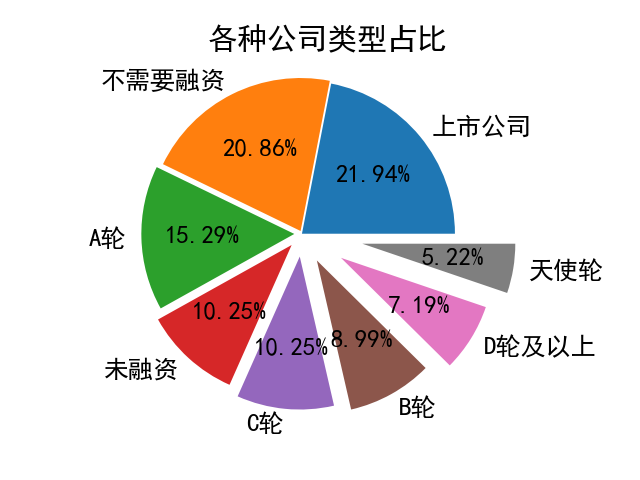 各种公司类型占比
不需要融资
20.86%
上市公司
21.94%
A轮
15.29%
天使轮
5.22%
未融资
10.25%
C轮
10.25%
B轮
8.99%
D轮及以上
7.19%